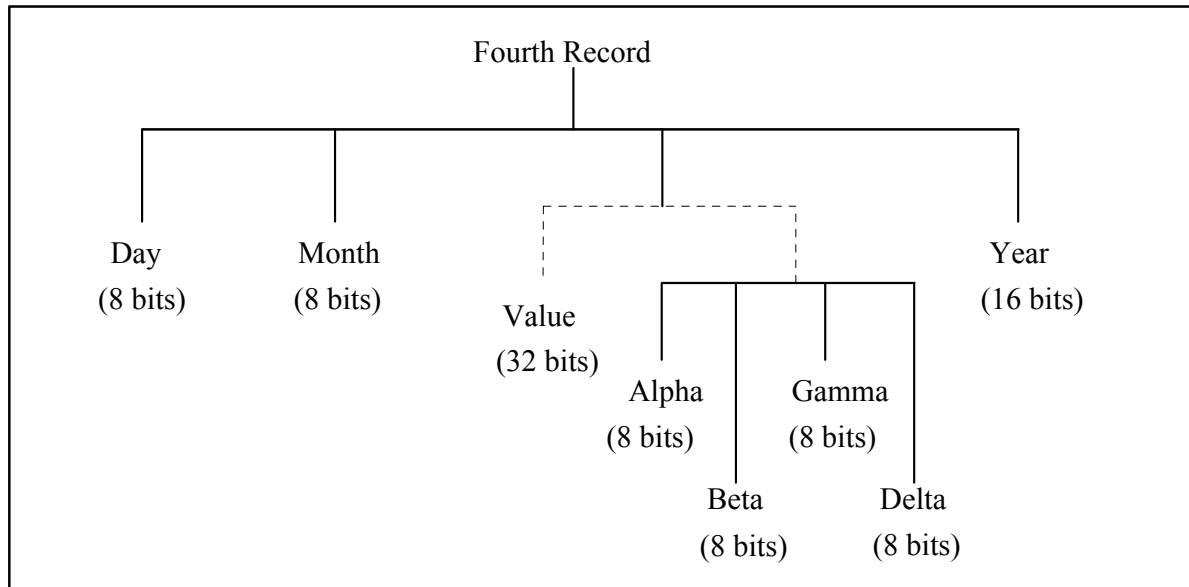 Fourth Record
Day
(8 bits)
Month
(8 bits)
Value
(32 bits)
Alpha
(8 bits)
Beta
(8 bits)
Gamma
(8 bits)
Delta
(8 bits)
Year
(16 bits)